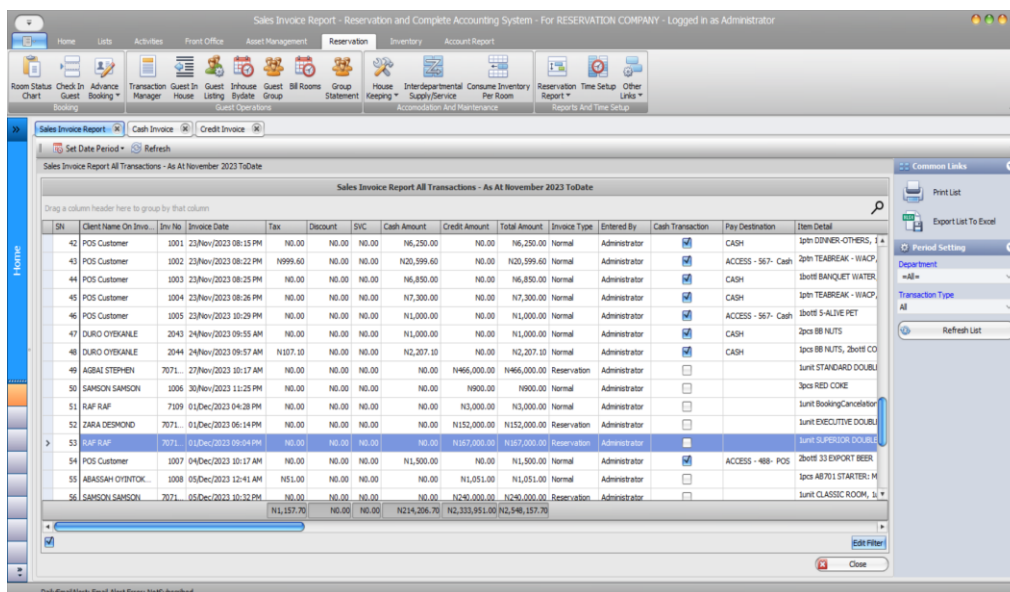 Sales Invoice Report - Reservation and Complete Accounting System - For RESERVATION COMPANY - Logged in as Administrator
Home Lists Activities Front Office Asset Management Reservation Inventory Account Report
Room Status Check In Advance Transaction Guest In Guest Inhouse Guest Bill Rooms Group House Interdepartmental Consume Inventory Reservation Time Setup Other
Chart Guest Booking Manager House Listing Bydate Group Statement Keeping Supply/Service Per Room Report Links
Booking Guest Operations Accomodation And Maintenance Reports And Time Setup
Sales Invoice Report Cash Invoice Credit Invoice
Set Date Period Refresh
Sales Invoice Report All Transactions - As At November 2023 ToDate
Sales Invoice Report All Transactions - As At November 2023 ToDate
Drag a column header here to group by that column
SN Client Name On Invo... Inv No Invoice Date Tax Discount SVC Cash Amount Credit Amount Total Amount Invoice Type Entered By Cash Transaction Pay Destination Item Detail
42 POS Customer 1001 23/Nov/2023 08:15 PM N0.00 N0.00 N0.00 N6,250.00 N0.00 N6,250.00 Normal Administrator CASH 1ptn DINNER-OTHERS, 1
43 POS Customer 1002 23/Nov/2023 08:22 PM N999.60 N0.00 N0.00 N20,599.60 N0.00 N20,599.60 Normal Administrator ACCESS - 567- Cash 2ptn TEABREAK - WACP,
44 POS Customer 1003 23/Nov/2023 08:25 PM N0.00 N0.00 N0.00 N6,850.00 N0.00 N6,850.00 Normal Administrator CASH 1bottl BANQUET WATER,
45 POS Customer 1004 23/Nov/2023 08:26 PM N0.00 N0.00 N0.00 N7,300.00 N0.00 N7,300.00 Normal Administrator CASH 1ptn TEABREAK - WACP,
46 POS Customer 1005 23/Nov/2023 10:29 PM N0.00 N0.00 N0.00 N1,000.00 N0.00 N1,000.00 Normal Administrator ACCESS - 567- Cash 1bottl 5-ALIVE PET
47 DURO OYEKANLE 2043 24/Nov/2023 09:55 AM N0.00 N0.00 N0.00 N1,000.00 N0.00 N1,000.00 Normal Administrator CASH 2pcs BB NUTS
48 DURO OYEKANLE 2044 24/Nov/2023 09:57 AM N107.10 N0.00 N0.00 N2,207.10 N0.00 N2,207.10 Normal Administrator CASH 1pcs BB NUTS, 2bottl CO
49 AGBAI STEPHEN 7071... 27/Nov/2023 10:17 AM N0.00 N0.00 N0.00 N0.00 N466,000.00 N466,000.00 Reservation Administrator 1unit STANDARD DOUBL
50 SAMSON SAMSON 1006 30/Nov/2023 11:25 PM N0.00 N0.00 N0.00 N0.00 N900.00 N900.00 Normal Administrator 3pcs RED COKE
51 RAF RAF 7109 01/Dec/2023 04:28 PM N0.00 N0.00 N0.00 N0.00 N3,000.00 N3,000.00 Normal Administrator 1unit BookingCancelation
52 ZARA DESMOND 7071... 01/Dec/2023 06:14 PM N0.00 N0.00 N0.00 N0.00 N152,000.00 N152,000.00 Reservation Administrator 1unit EXECUTIVE DOUBL
53 RAF RAF 7071... 01/Dec/2023 09:04 PM N0.00 N0.00 N0.00 N0.00 N167,000.00 N167,000.00 Reservation Administrator 1unit SUPERIOR DOUBLE
54 POS Customer 1007 04/Dec/2023 10:17 AM N0.00 N0.00 N0.00 N1,500.00 N0.00 N1,500.00 Normal Administrator ACCESS - 488- POS 2bottl 33 EXPORT BEER
55 ABASSAH OYINTOK... 1008 05/Dec/2023 12:41 AM N51.00 N0.00 N0.00 N0.00 N1,051.00 N1,051.00 Normal Administrator 1pcs AB701 STARTER; M
56 SAMSON SAMSON 7071... 05/Dec/2023 10:32 PM N0.00 N0.00 N0.00 N0.00 N240,000.00 N240,000.00 Reservation Administrator 1unit CLASSIC ROOM, 1u
N1,157.70 N0.00 N0.00 N214,206.70 N2,333,951.00 N2,548,157.70
Edit Filter
Close
Home
Common Links
Print List
Export List To Excel
Period Setting
Department
=All=
Transaction Type
All
Refresh List